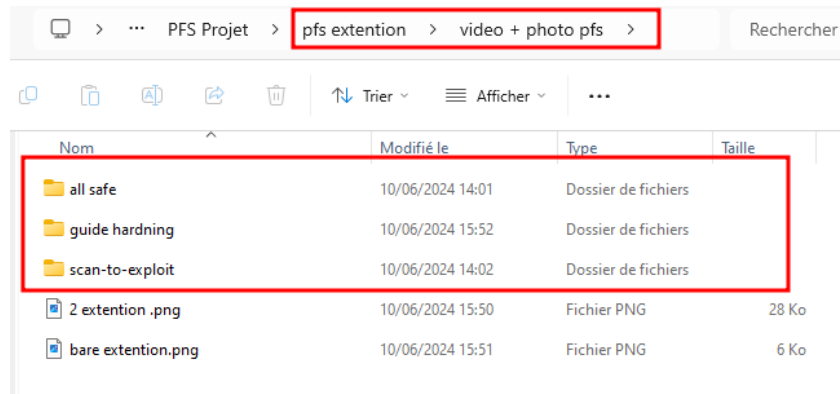 ··· PFS Projet > pfs extention > video + photo pfs > Rechercher
Trier Afficher ···
Nom Modifié le Type Taille
all safe 10/06/2024 14:01 Dossier de fichiers
guide hardning 10/06/2024 15:52 Dossier de fichiers
scan-to-exploit 10/06/2024 14:02 Dossier de fichiers
2 extention .png 10/06/2024 15:50 Fichier PNG 28 Ko
bare extention.png 10/06/2024 15:51 Fichier PNG 6 Ko